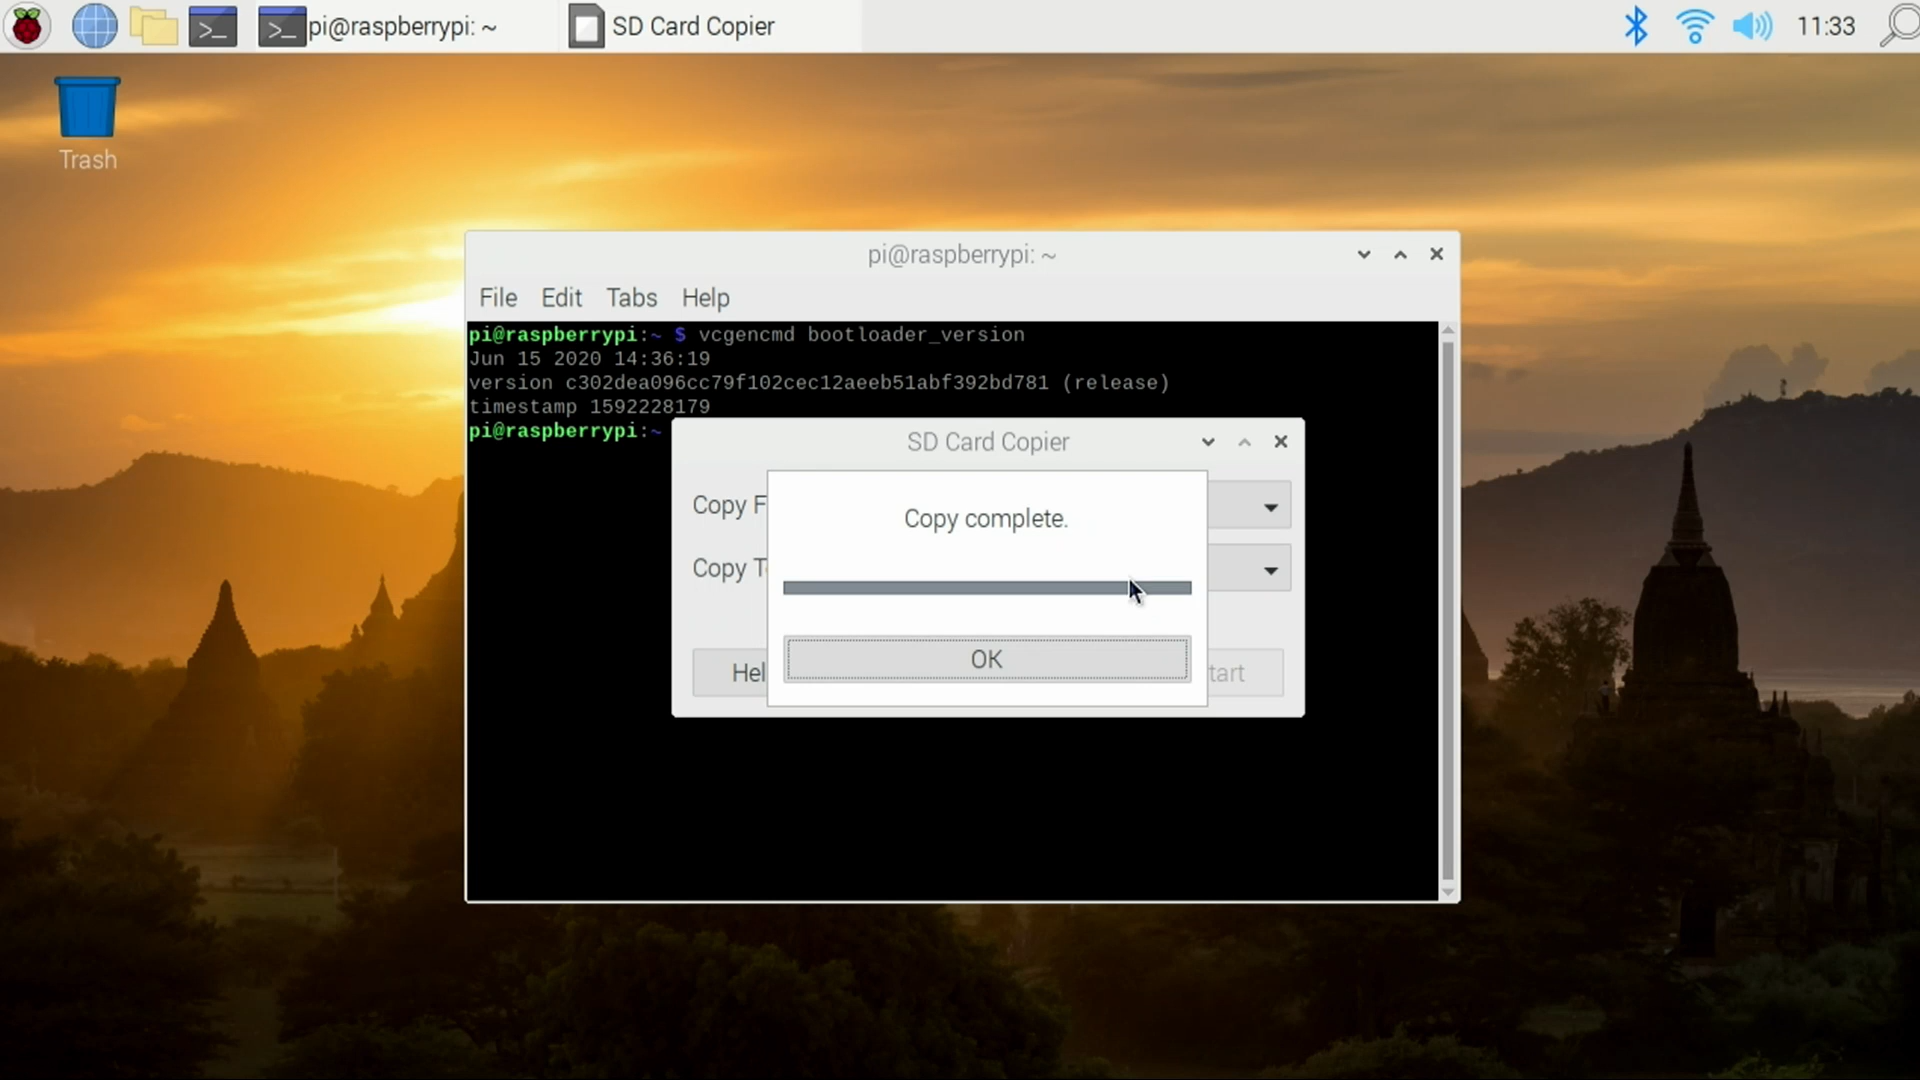 pi@raspberrypi: ~
SD Card Copier
11:33
Trash
pi@raspberrypi: ~
File Edit Tabs Help
pi@raspberrypi:~ $ vcgencmd bootloader_version
Jun 15 2020 14:36:19
version c302dea096cc79f102cec12aeeb51abf392bd781 (release)
timestamp 1592228179
pi@raspberrypi:~
SD Card Copier
Copy F
Copy T
Copy complete.
OK
Hel
tart